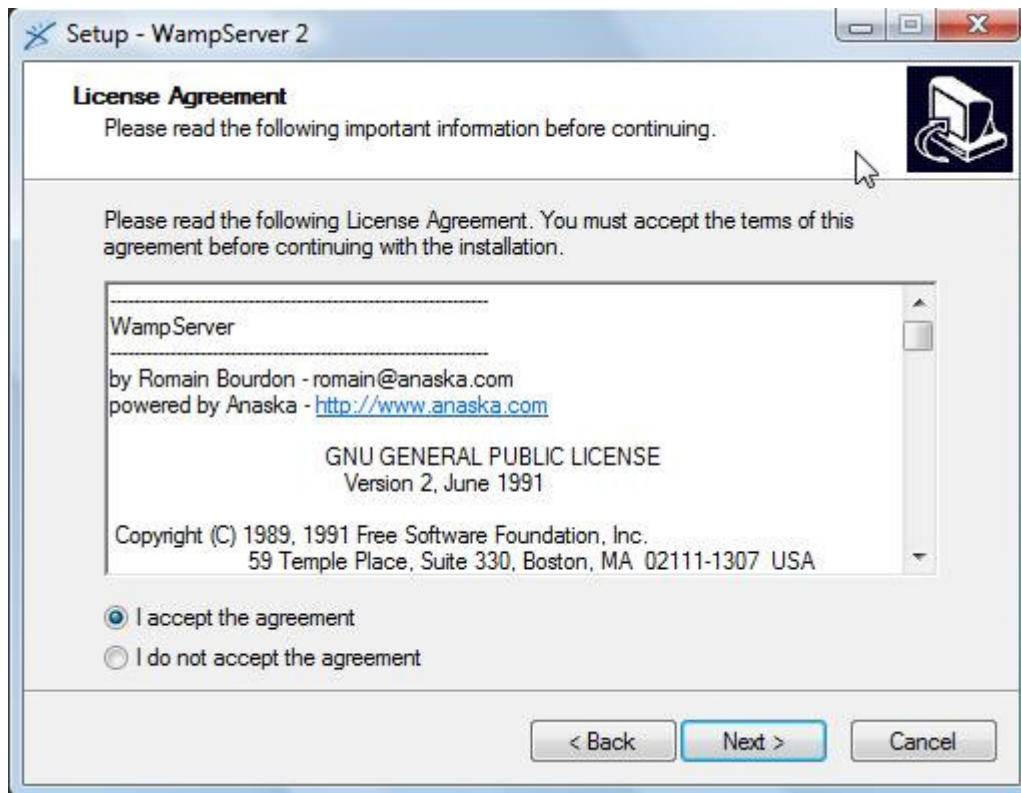 Setup - WampServer 2
License Agreement
Please read the following important information before continuing.
Please read the following License Agreement. You must accept the terms of this
agreement before continuing with the installation.
------------------------------------------------------------
WampServer
------------------------------------------------------------
by Romain Bourdon - romain@anaska.com
powered by Anaska - http://www.anaska.com
GNU GENERAL PUBLIC LICENSE
Version 2, June 1991
Copyright (C) 1989, 1991 Free Software Foundation, Inc.
59 Temple Place, Suite 330, Boston, MA 02111-1307 USA
I accept the agreement
I do not accept the agreement
< Back Next > Cancel